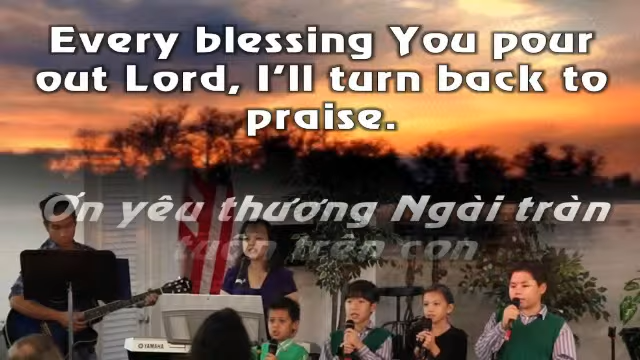 Every blessing You pour
out Lord, I'll turn back to
praise.
Ơn yêu thương Ngài tràn
tuôn trên con
YAMAHA